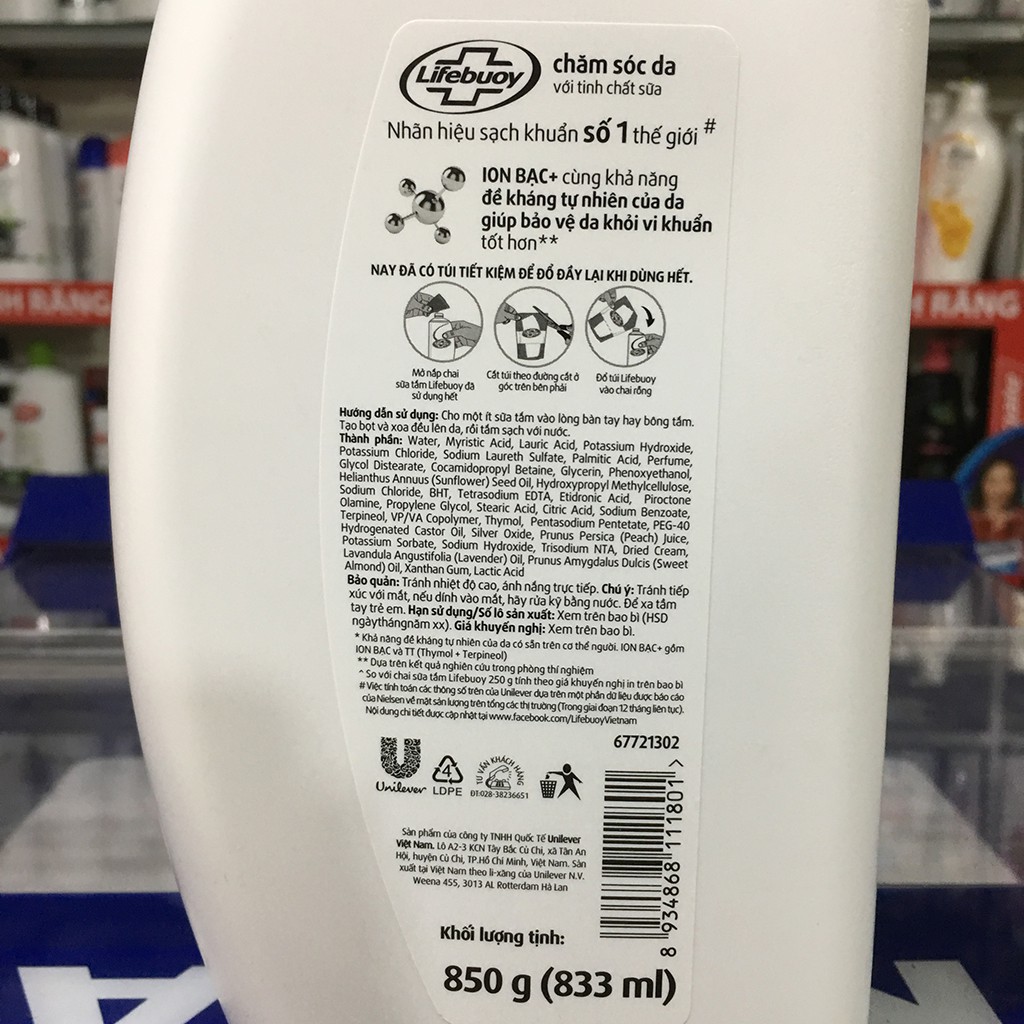 Lifebuoy
chăm sóc da
với tinh chất sữa
Nhãn hiệu sạch khuẩn số 1 thế giới #
ION BẠC+ cùng khả năng
đề kháng tự nhiên của da
giúp bảo vệ da khỏi vi khuẩn
tốt hơn**
NAY ĐÃ CÓ TÚI TIẾT KIỆM ĐỂ ĐỔ ĐẦY LẠI KHI DÙNG HẾT.
Mở nắp chai
sữa tắm Lifebuoy đã
sử dụng hết
Cắt túi theo đường cắt ở
góc trên bên phải
Đổ túi Lifebuoy
vào chai rỗng
Hướng dẫn sử dụng: Cho một ít sữa tắm vào lòng bàn tay hay bông tắm.
Tạo bọt và xoa đều lên da, rồi tắm sạch với nước.
Thành phần: Water, Myristic Acid, Lauric Acid, Potassium Hydroxide,
Potassium Chloride, Sodium Laureth Sulfate, Palmitic Acid, Perfume,
Glycol Distearate, Cocamidopropyl Betaine, Glycerin, Phenoxyethanol,
Helianthus Annuus (Sunflower) Seed Oil, Hydroxypropyl Methylcellulose,
Sodium Chloride, BHT, Tetrasodium EDTA, Etidronic Acid, Piroctone
Olamine, Propylene Glycol, Stearic Acid, Citric Acid, Sodium Benzoate,
Terpineol, VP/VA Copolymer, Thymol, Pentasodium Pentetate, PEG-40
Hydrogenated Castor Oil, Silver Oxide, Prunus Persica (Peach) Juice,
Potassium Sorbate, Sodium Hydroxide, Trisodium NTA, Dried Cream,
Lavandula Angustifolia (Lavender) Oil, Prunus Amygdalus Dulcis (Sweet
Almond) Oil, Xanthan Gum, Lactic Acid
Bảo quản: Tránh nhiệt độ cao, ánh nắng trực tiếp. Chú ý: Tránh tiếp
xúc với mắt, nếu dính vào mắt, hãy rửa kỹ bằng nước. Để xa tầm
tay trẻ em. Hạn sử dụng/Số lô sản xuất: Xem trên bao bì (HSD
ngàythángnăm xx). Giá khuyến nghị: Xem trên bao bì.
* Khả năng đề kháng tự nhiên của da có sẵn trên cơ thể người. ION BẠC+ gồm
ION BẠC và TT (Thymol + Terpineol)
** Dựa trên kết quả nghiên cứu trong phòng thí nghiệm
^ So với chai sữa tắm Lifebuoy 250 g tính theo giá khuyến nghị in trên bao bì
# Việc tính toán các thông số trên của Unilever dựa trên một phần dữ liệu được báo cáo
của Nielsen về mặt sản lượng trên tổng các thị trường (Trong giai đoạn 12 tháng liên tục).
Nội dung chi tiết được cập nhật tại www.facebook.com/LifebuoyVietnam
67721302
Unilever
4
LDPE
TƯ VẤN KHÁCH HÀNG
ĐT:028-38236651
8 934868 111801 >
Sản phẩm của công ty TNHH Quốc Tế Unilever
Việt Nam. Lô A2-3 KCN Tây Bắc Củ Chi, xã Tân An
Hội, huyện Củ Chi, TP.Hồ Chí Minh, Việt Nam. Sản
xuất tại Việt Nam theo li-xăng của Unilever N.V.
Weena 455, 3013 AL Rotterdam Hà Lan
Khối lượng tịnh:
850 g (833 ml)
H RĂNG
NH RĂNG